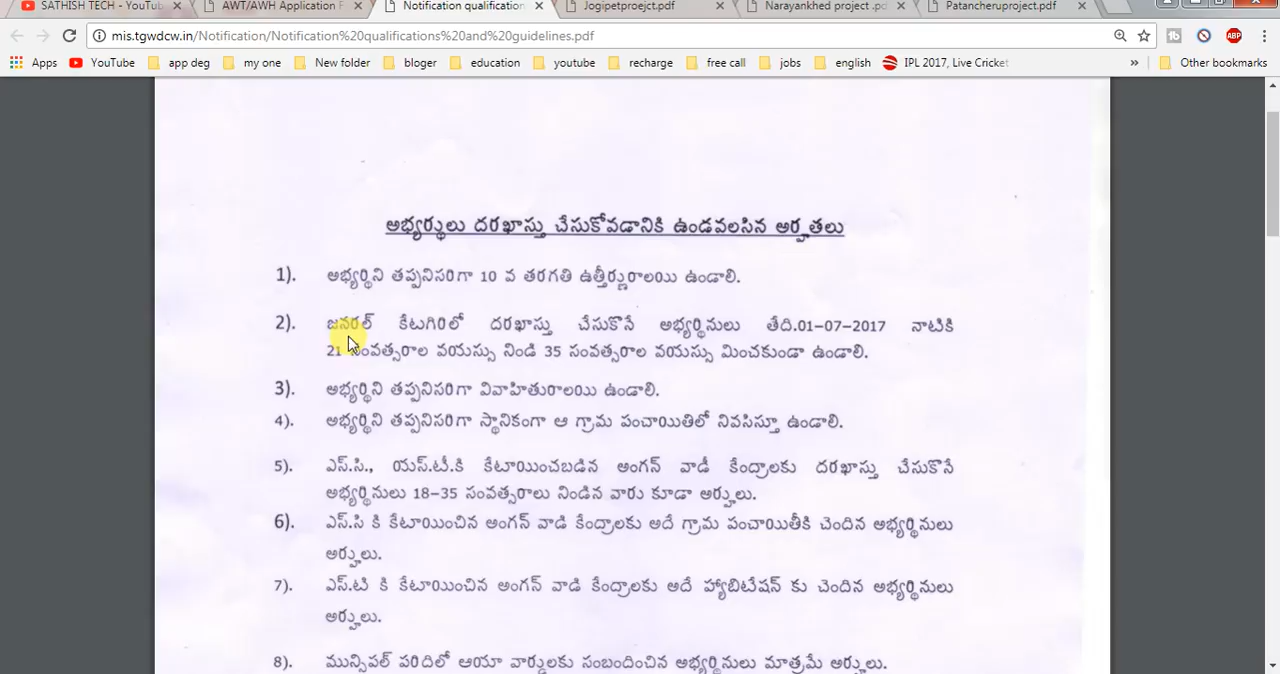 SATHISH TECH - YouTub
AWT/AWH Application F
Notification qualification
Jogipetproejct.pdf
Narayankhed project .pd
Patancheruproject.pdf
mis.tgwdcw.in/Notification/Notification%20qualifications%20and%20guidelines.pdf
ABP
Apps YouTube app deg my one New folder bloger education youtube recharge free call jobs english IPL 2017, Live Cricket » Other bookmarks
అభ్యర్థులు దరఖాస్తు చేసుకోవడానికి ఉండవలసిన అర్హతలు
1). అభ్యర్థిని తప్పనిసరిగా 10 వ తరగతి ఉత్తీర్ణురాలయి ఉండాలి.
2). జనరల్ కేటగిరిలో దరఖాస్తు చేసుకొనే అభ్యర్థినులు తేది.01-07-2017 నాటికి
21 సంవత్సరాల వయస్సు నిండి 35 సంవత్సరాల వయస్సు మించకుండా ఉండాలి.
3). అభ్యర్థిని తప్పనిసరిగా వివాహితురాలయి ఉండాలి.
4). అభ్యర్థిని తప్పనిసరిగా స్థానికంగా ఆ గ్రామ పంచాయితిలో నివసిస్తూ ఉండాలి.
5). ఎస్.సి., యస్.టీ.కి కేటాయించబడిన అంగన్ వాడీ కేంద్రాలకు దరఖాస్తు చేసుకొనే
అభ్యర్థినులు 18-35 సంవత్సరాలు నిండిన వారు కూడా అర్హులు.
6). ఎస్.సి కి కేటాయించిన అంగన్ వాడి కేంద్రాలకు అదే గ్రామ పంచాయితీకి చెందిన అభ్యర్థినులు
అర్హులు.
7). ఎస్.టి కి కేటాయించిన అంగన్ వాడి కేంద్రాలకు అదే హ్యాబిటేషన్ కు చెందిన అభ్యర్థినులు
అర్హులు.
8). మున్సిపల్ పరిదిలో ఆయా వార్డులకు సంబందించిన అభ్యర్థినులు మాత్రమే అర్హులు.